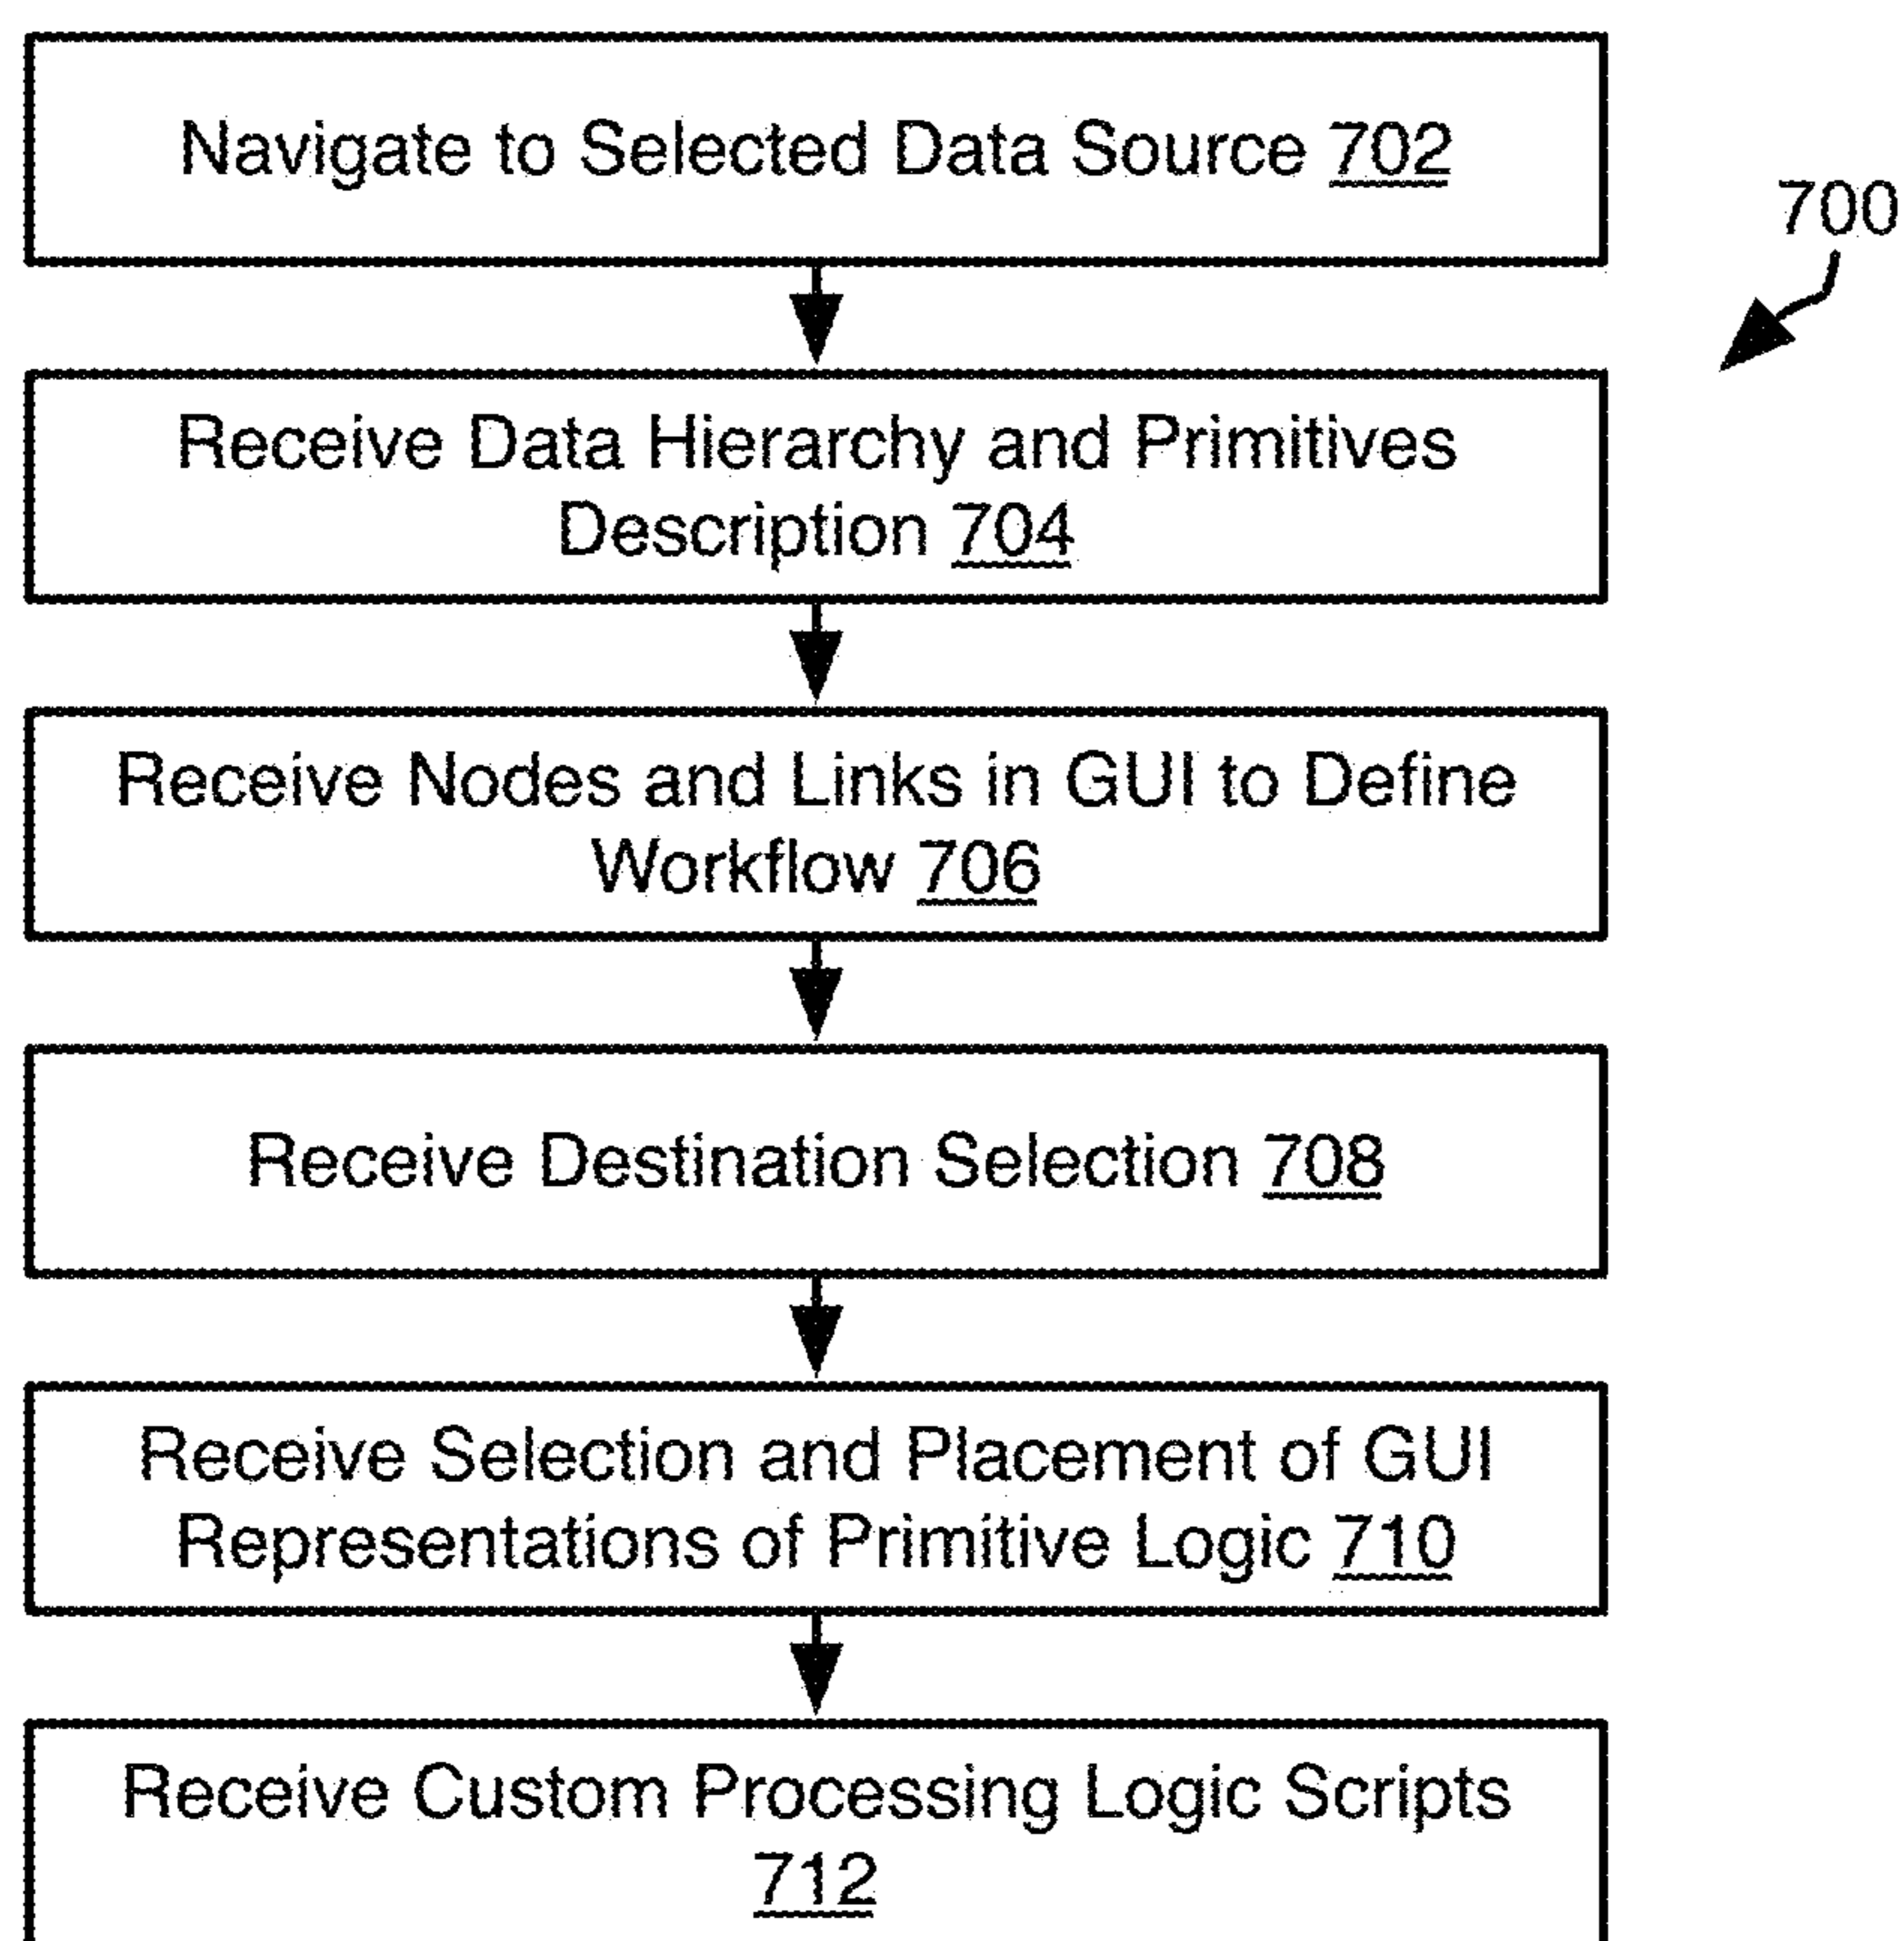 Navigate to Selected Data Source 702
700
Receive Data Hierarchy and Primitives
Description 704
Receive Nodes and Links in GUI to Define
Workflow 706
Receive Destination Selection 708
Receive Selection and Placement of GUI
Representations of Primitive Logic 710
Receive Custom Processing Logic Scripts
712